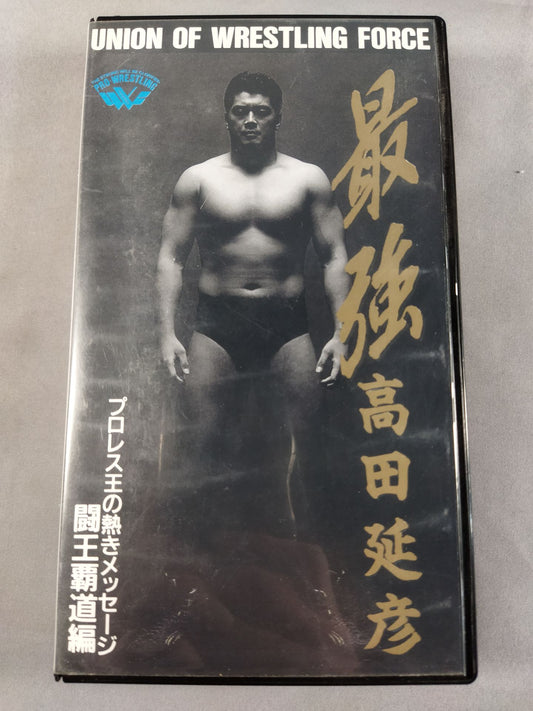 UNION OF WRESTLING FORCE
PRO WRESTLING
最強
高田延彦
プロレス王の熱きメッセージ
闘王覇道編